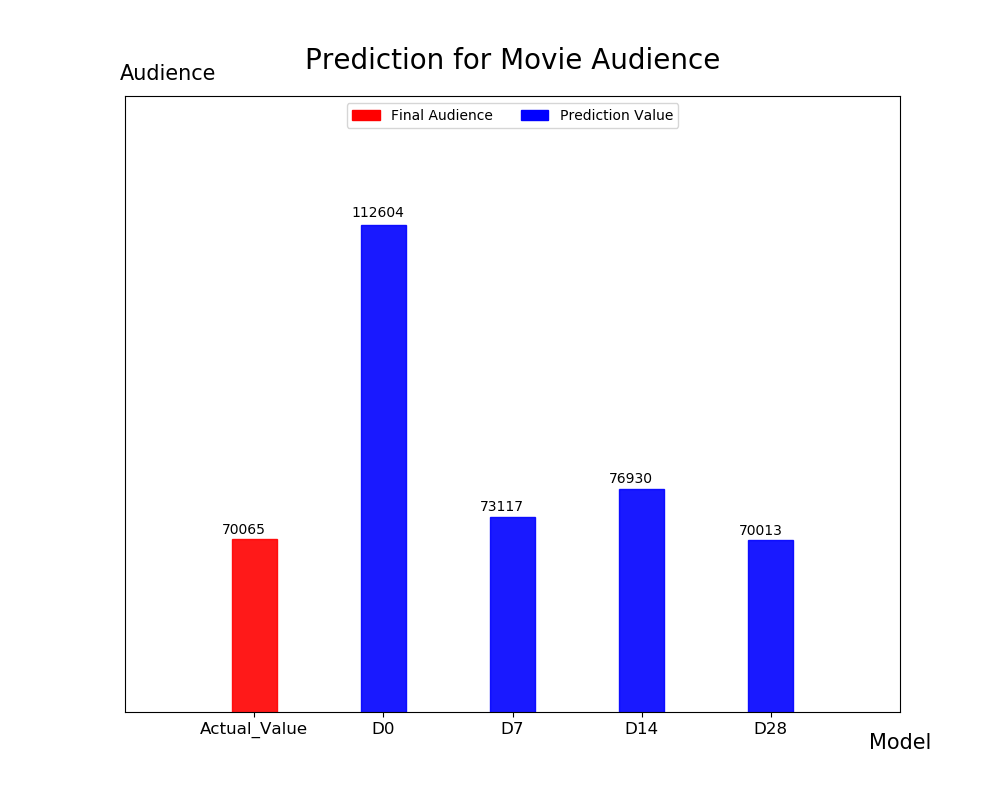 Prediction for Movie Audience
Audience
Final Audience Prediction Value
112604
76930
73117
70065
70013
Actual_Value D0 D7 D14 D28
Model